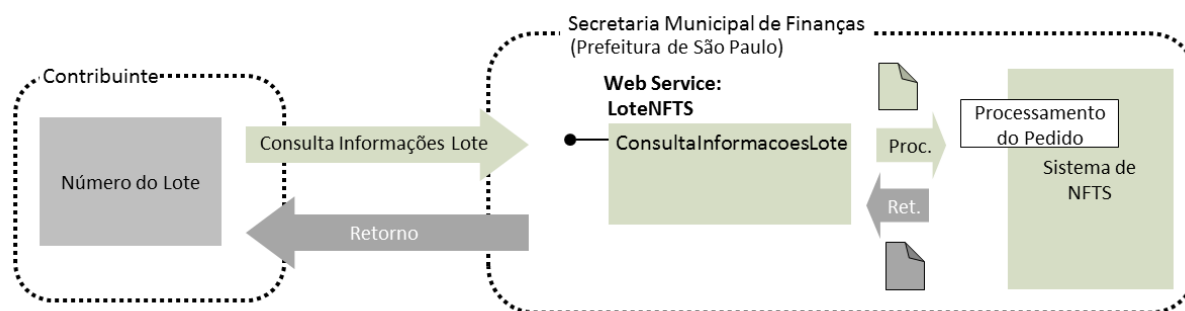 Secretaria Municipal de Finanças
(Prefeitura de São Paulo)
Contribuinte
Web Service:
LoteNFTS
Número do Lote
Consulta Informações Lote
Retorno
ConsultaInformacoesLote
Proc.
Ret.
Processamento
do Pedido
Sistema de
NFTS